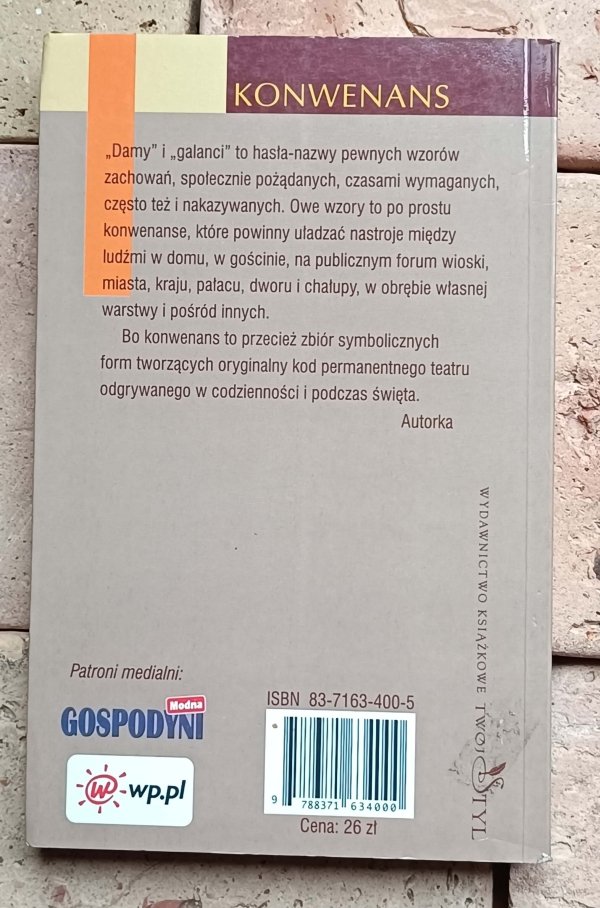 KONWENANS
„Damy” i „galanci” to hasła-nazwy pewnych wzorów
zachowań, społecznie pożądanych, czasami wymaganych,
często też i nakazywanych. Owe wzory to po prostu
konwenanse, które powinny uładzać nastroje między
ludźmi w domu, w gościnie, na publicznym forum wioski,
miasta, kraju, pałacu, dworu i chałupy, w obrębie własnej
warstwy i pośród innych.
Bo konwenans to przecież zbiór symbolicznych
form tworzących oryginalny kod permanentnego teatru
odgrywanego w codzienności i podczas święta.
Autorka
WYDAWNICTWO KSIĄŻKOWE TWÓJ STYL
Patroni medialni:
Modna
GOSPODYNI
wp.pl
ISBN 83-7163-400-5
9 788371 634000
Cena: 26 zł